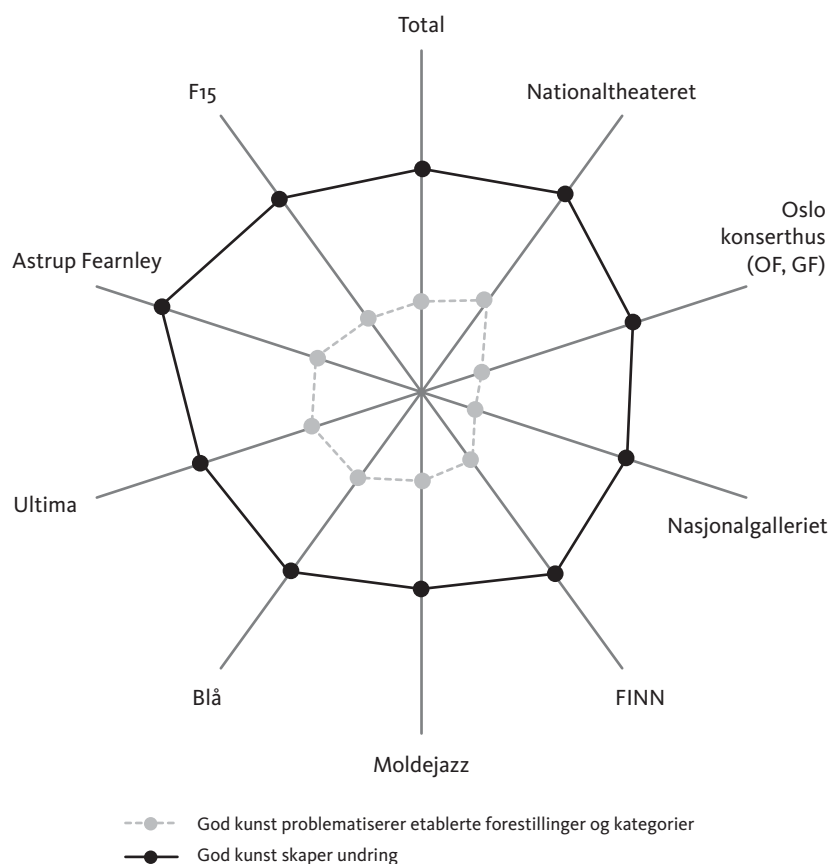 Total
F15
Nationaltheateret
Oslo
konserthus
(OF, GF)
Astrup Fearnley
Ultima
Nasjonalgalleriet
Blå
FINN
Moldejazz
God kunst problematiserer etablerte forestillinger og kategorier
God kunst skaper undring